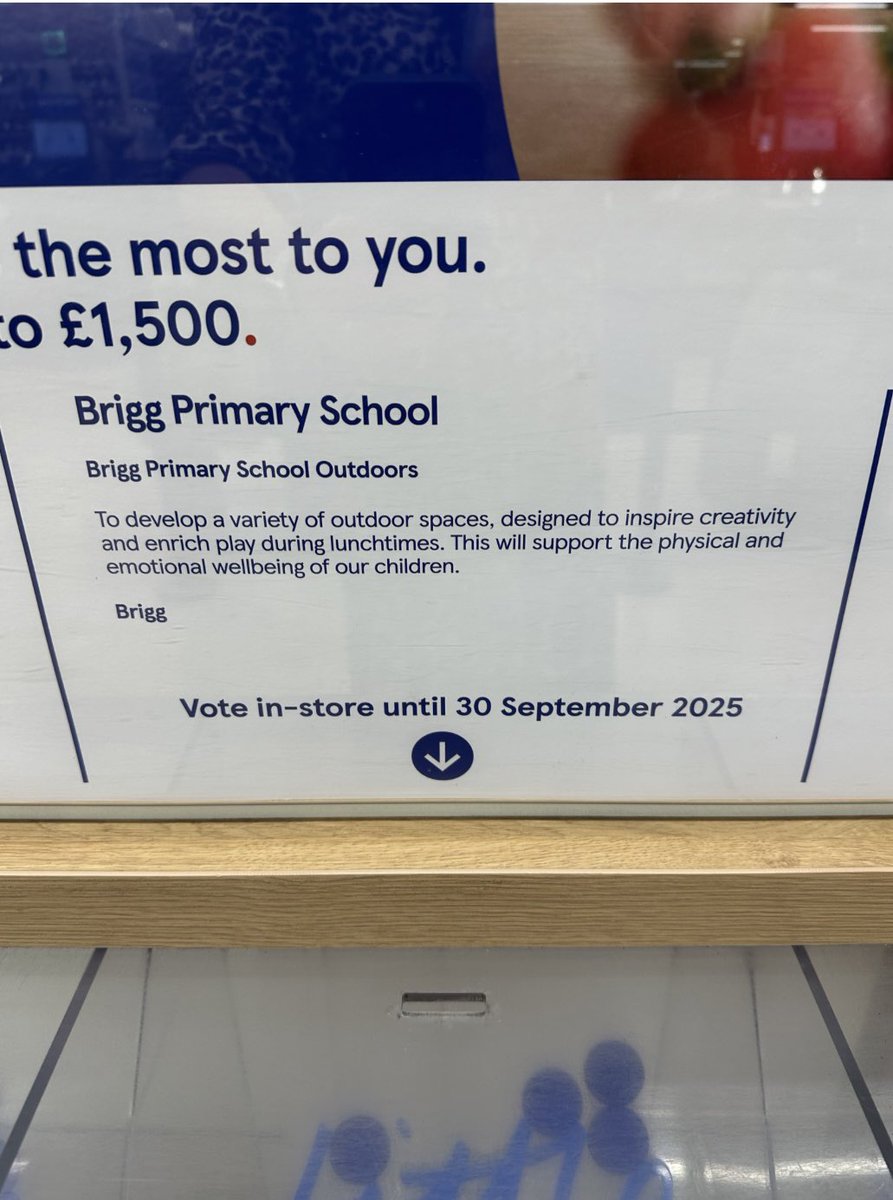 the most to you.
to £1,500.
Brigg Primary School
Brigg Primary School Outdoors
To develop a variety of outdoor spaces, designed to inspire creativity
and enrich play during lunchtimes. This will support the physical and
emotional wellbeing of our children.
Brigg
Vote in-store until 30 September 2025